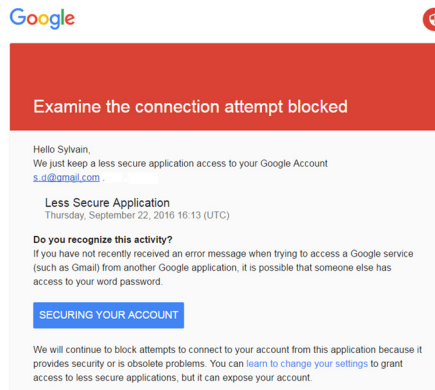 Google
Examine the connection attempt blocked
Hello Sylvain,
We just keep a less secure application access to your Google Account
s.d@gmail.com .
Less Secure Application
Thursday, September 22, 2016 16:13 (UTC)
Do you recognize this activity?
If you have not recently received an error message when trying to access a Google service
(such as Gmail) from another Google application, it is possible that someone else has
access to your word password.
SECURING YOUR ACCOUNT
We will continue to block attempts to connect to your account from this application because it
provides security or is obsolete problems. You can learn to change your settings to grant
access to less secure applications, but it can expose your account.